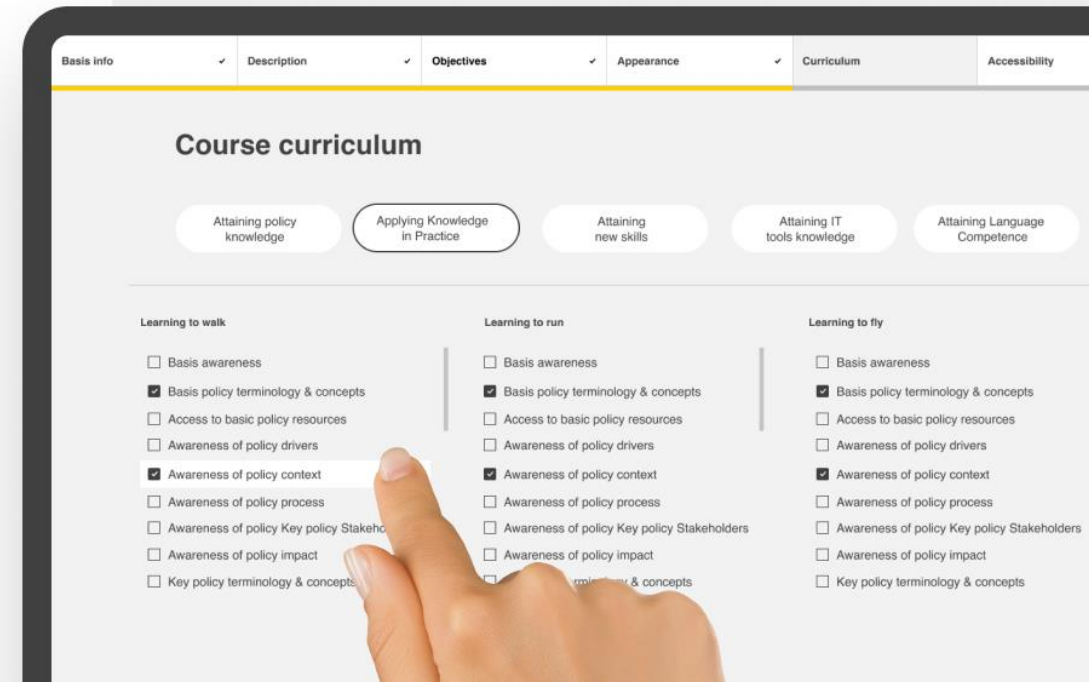 Basis info
Description
Objectives
Appearance
Curriculum
Accessibility
Course curriculum
Attaining policy
knowledge
Applying Knowledge
in Practice
Attaining
new skills
Attaining IT
tools knowledge
Attaining Language
Competence
Learning to walk
Basis awareness
Basis policy terminology & concepts
Access to basic policy resources
Awareness of policy drivers
Awareness of policy context
Awareness of policy process
Awareness of policy Key policy
Awareness of policy impact
Key policy terminology & concepts
Learning to run
Basis awareness
Basis policy terminology & concepts
Access to basic policy resources
Awareness of policy drivers
Awareness of policy context
Awareness of policy process
Awareness of policy Key policy Stakeholders
Awareness of policy impact
& concepts
Learning to fly
Basis awareness
Basis policy terminology & concepts
Access to basic policy resources
Awareness of policy drivers
Awareness of policy context
Awareness of policy process
Awareness of policy Key policy Stakeholders
Awareness of policy impact
Key policy terminology & concepts